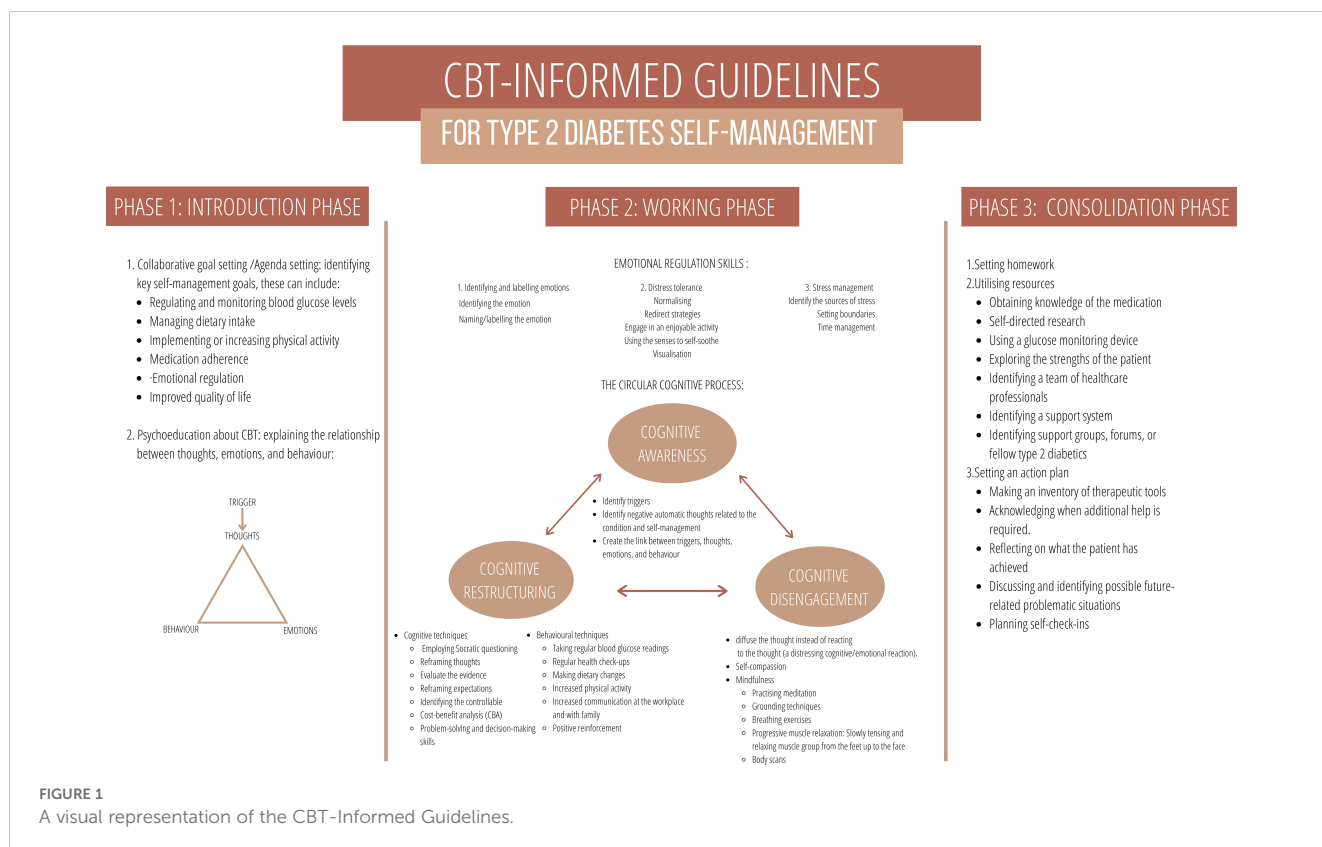 CBT-INFORMED GUIDELINES
FOR TYPE 2 DIABETES SELF-MANAGEMENT
PHASE 1: INTRODUCTION PHASE
1. Collaborative goal setting /Agenda setting: identifying
key self-management goals, these can include:
• Regulating and monitoring blood glucose levels
• Managing dietary intake
• Implementing or increasing physical activity
• Medication adherence
• ·Emotional regulation
• Improved quality of life
2. Psychoeducation about CBT: explaining the relationship
between thoughts, emotions, and behaviour:
TRIGGER
THOUGHTS
BEHAVIOUR
EMOTIONS
PHASE 2: WORKING PHASE
EMOTIONAL REGULATION SKILLS :
1. Identifying and labelling emotions
Identifying the emotion
Naming/labelling the emotion
2. Distress tolerance
Normalising
Redirect strategies
Engage in an enjoyable activity
Using the senses to self-soothe
Visualisation
3. Stress management
Identify the sources of stress
Setting boundaries
Time management
THE CIRCULAR COGNITIVE PROCESS:
COGNITIVE
AWARENESS
• Identify triggers
• Identify negative automatic thoughts related to the
condition and self-management
• Create the link between triggers, thoughts,
emotions, and behaviour
COGNITIVE
RESTRUCTURING
COGNITIVE
DISENGAGEMENT
• Cognitive techniques
○ Employing Socratic questioning
○ Reframing thoughts
○ Evaluate the evidence
○ Reframing expectations
○ Identifying the controllable
○ Cost-benefit analysis (CBA)
○ Problem-solving and decision-making
skills
• Behavioural techniques
○ Taking regular blood glucose readings
○ Regular health check-ups
○ Making dietary changes
○ Increased physical activity
○ Increased communication at the workplace
and with family
○ Positive reinforcement
• diffuse the thought instead of reacting
to the thought (a distressing cognitive/emotional reaction).
• Self-compassion
• Mindfulness
○ Practising meditation
○ Grounding techniques
○ Breathing exercises
○ Progressive muscle relaxation: Slowly tensing and
relaxing muscle group from the feet up to the face
○ Body scans
PHASE 3: CONSOLIDATION PHASE
1.Setting homework
2.Utilising resources
• Obtaining knowledge of the medication
• Self-directed research
• Using a glucose monitoring device
• Exploring the strengths of the patient
• Identifying a team of healthcare
professionals
• Identifying a support system
• Identifying support groups, forums, or
fellow type 2 diabetics
3.Setting an action plan
• Making an inventory of therapeutic tools
• Acknowledging when additional help is
required.
• Reflecting on what the patient has
achieved
• Discussing and identifying possible future-
related problematic situations
• Planning self-check-ins
FIGURE 1
A visual representation of the CBT-Informed Guidelines.